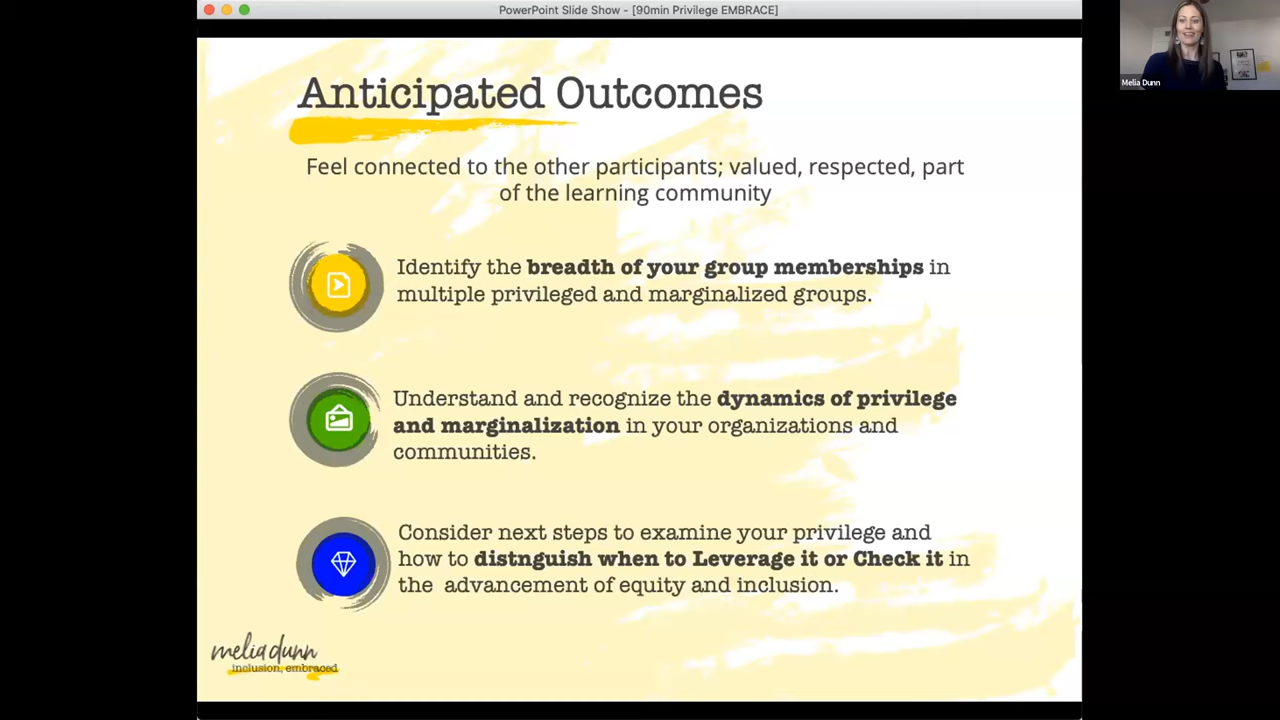 PowerPoint Slide Show - [90min Privilege EMBRACE]
Melia Dunn
Anticipated Outcomes
Feel connected to the other participants; valued, respected, part
of the learning community
Identify the breadth of your group memberships in
multiple privileged and marginalized groups.
Understand and recognize the dynamics of privilege
and marginalization in your organizations and
communities.
Consider next steps to examine your privilege and
how to distnguish when to Leverage it or Check it in
the advancement of equity and inclusion.
melia dunn
inclusion, embraced